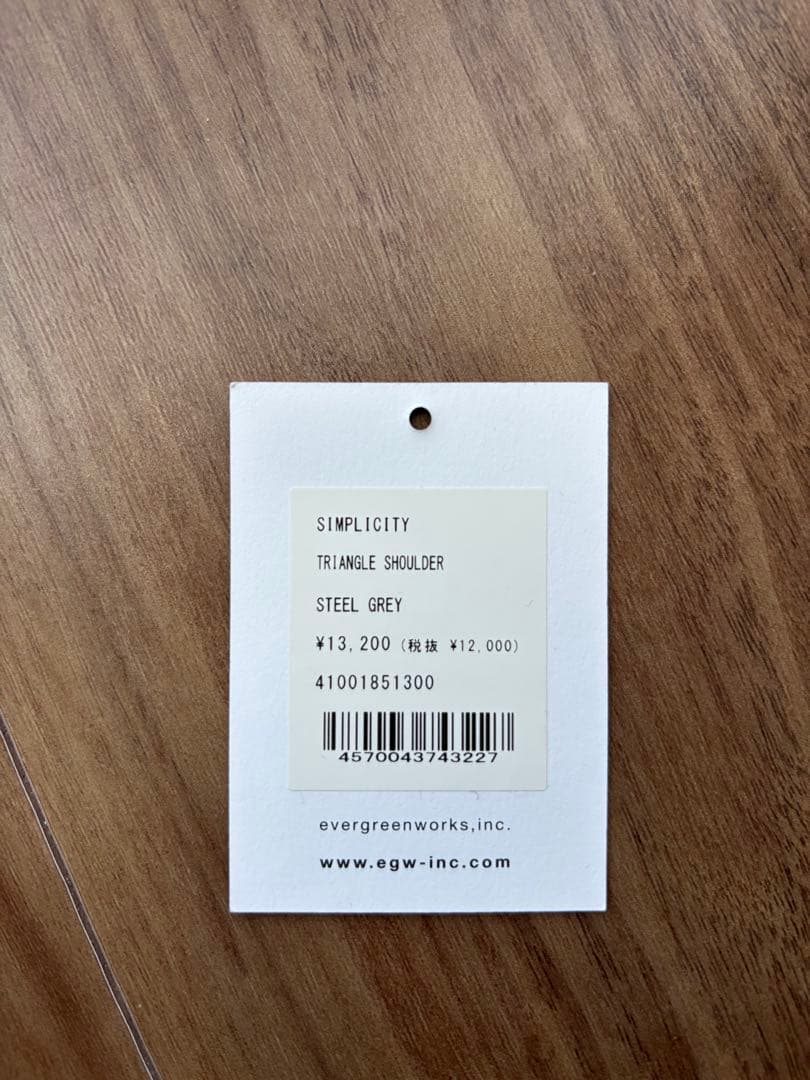 SIMPLICITY
TRIANGLE SHOULDER
STEEL GREY
¥13,200 (税抜 ¥12,000)
41001851300
4570043743227
evergreenworks,inc.
www.egw-inc.com